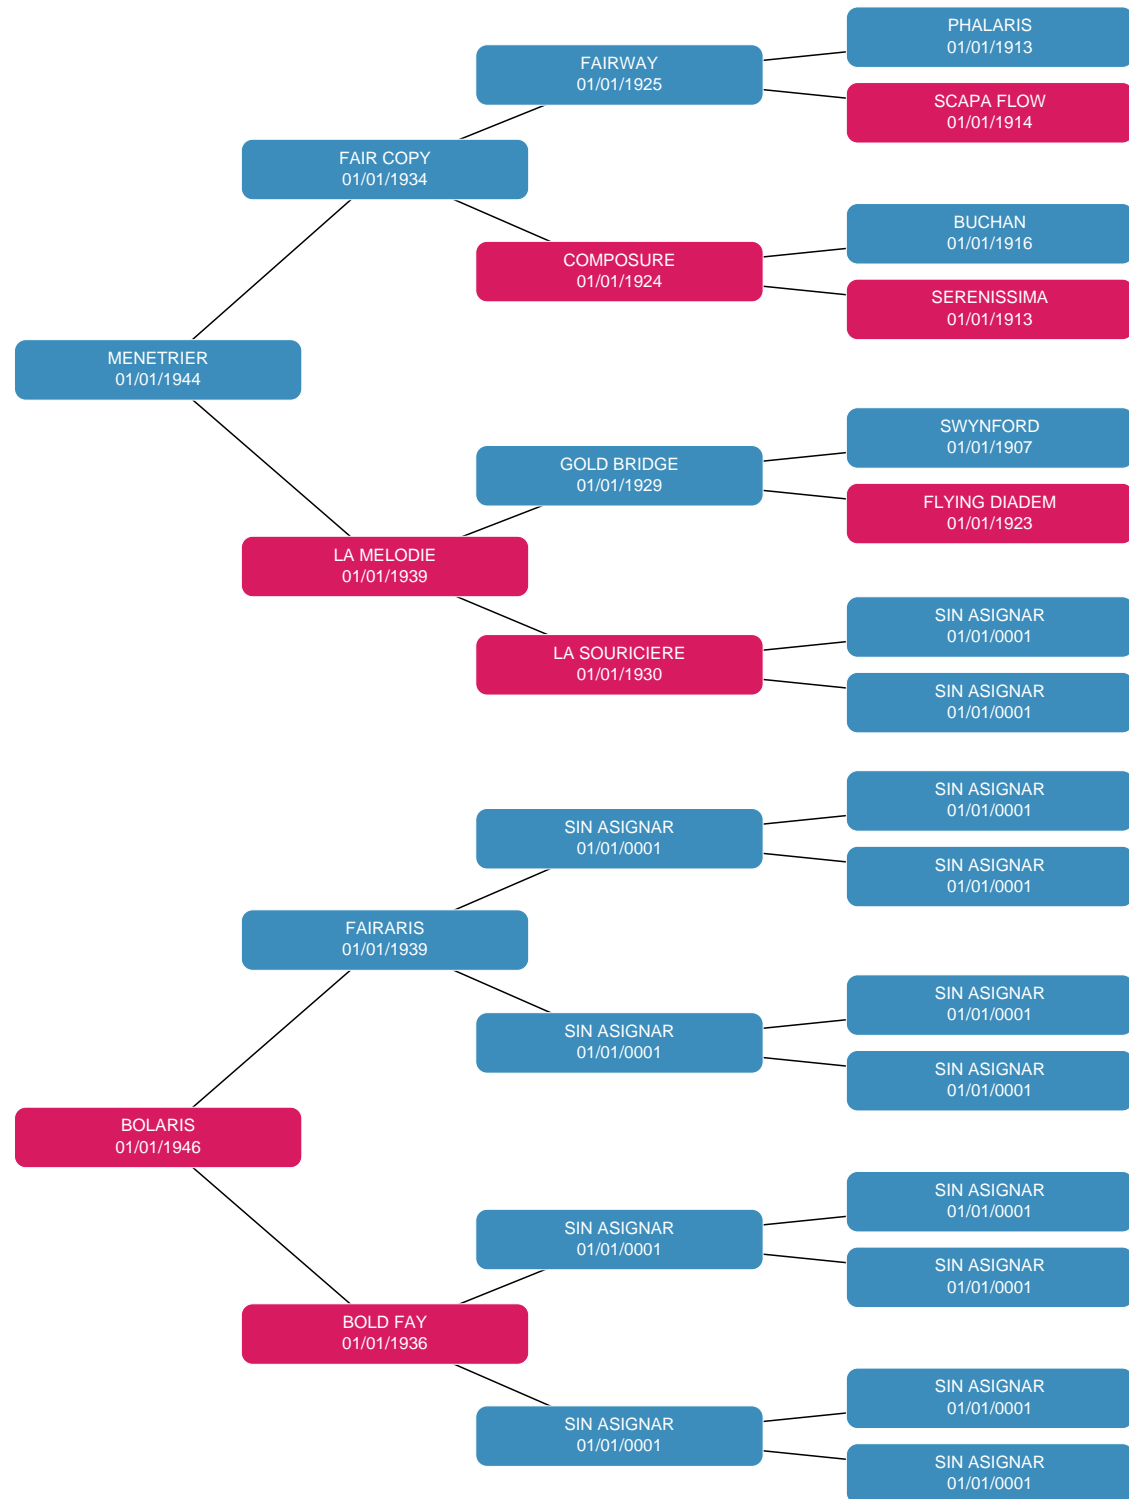 PHALARIS
01/01/1913
FAIRWAY
01/01/1925
SCAPA FLOW
01/01/1914
FAIR COPY
01/01/1934
BUCHAN
01/01/1916
COMPOSURE
01/01/1924
SERENISSIMA
01/01/1913
MENETRIER
01/01/1944
SWYNFORD
01/01/1907
GOLD BRIDGE
01/01/1929
FLYING DIADEM
01/01/1923
LA MELODIE
01/01/1939
SIN ASIGNAR
01/01/0001
LA SOURICIERE
01/01/1930
SIN ASIGNAR
01/01/0001
SIN ASIGNAR
01/01/0001
SIN ASIGNAR
01/01/0001
SIN ASIGNAR
01/01/0001
FAIRARIS
01/01/1939
SIN ASIGNAR
01/01/0001
SIN ASIGNAR
01/01/0001
SIN ASIGNAR
01/01/0001
BOLARIS
01/01/1946
SIN ASIGNAR
01/01/0001
SIN ASIGNAR
01/01/0001
SIN ASIGNAR
01/01/0001
BOLD FAY
01/01/1936
SIN ASIGNAR
01/01/0001
SIN ASIGNAR
01/01/0001
SIN ASIGNAR
01/01/0001